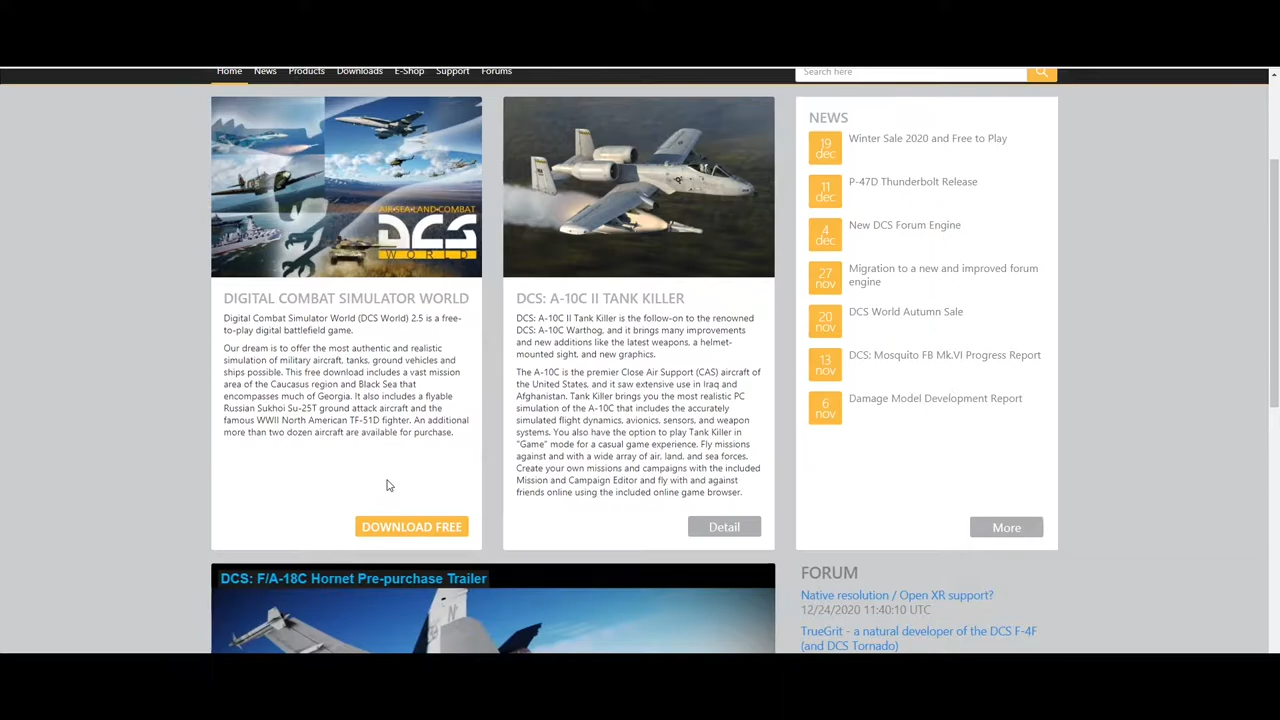 Home News Products Downloads E-Shop Support Forums
Search here
AIR SEA LAND COMBAT
DCS
WORLD
DIGITAL COMBAT SIMULATOR WORLD
Digital Combat Simulator World (DCS World) 2.5 is a free-
to-play digital battlefield game.
Our dream is to offer the most authentic and realistic
simulation of military aircraft, tanks, ground vehicles and
ships possible. This free download includes a vast mission
area of the Caucasus region and Black Sea that
encompasses much of Georgia. It also includes a flyable
Russian Sukhoi Su-25T ground attack aircraft and the
famous WWII North American TF-51D fighter. An additional
more than two dozen aircraft are available for purchase.
DOWNLOAD FREE
DCS: A-10C II TANK KILLER
DCS: A-10C II Tank Killer is the follow-on to the renowned
DCS: A-10C Warthog, and it brings many improvements
and new additions like the latest weapons, a helmet-
mounted sight, and new graphics.
The A-10C is the premier Close Air Support (CAS) aircraft of
the United States, and it saw extensive use in Iraq and
Afghanistan. Tank Killer brings you the most realistic PC
simulation of the A-10C that includes the accurately
simulated flight dynamics, avionics, sensors, and weapon
systems. You also have the option to play Tank Killer in
"Game" mode for a casual game experience. Fly missions
against and with a wide array of air, land, and sea forces.
Create your own missions and campaigns with the included
Mission and Campaign Editor and fly with and against
friends online using the included online game browser.
Detail
NEWS
19 dec Winter Sale 2020 and Free to Play
11 dec P-47D Thunderbolt Release
4 dec New DCS Forum Engine
27 nov Migration to a new and improved forum
engine
20 nov DCS World Autumn Sale
13 nov DCS: Mosquito FB Mk.VI Progress Report
6 nov Damage Model Development Report
More
DCS: F/A-18C Hornet Pre-purchase Trailer
FORUM
Native resolution / Open XR support?
12/24/2020 11:40:10 UTC
TrueGrit - a natural developer of the DCS F-4F
(and DCS Tornado)